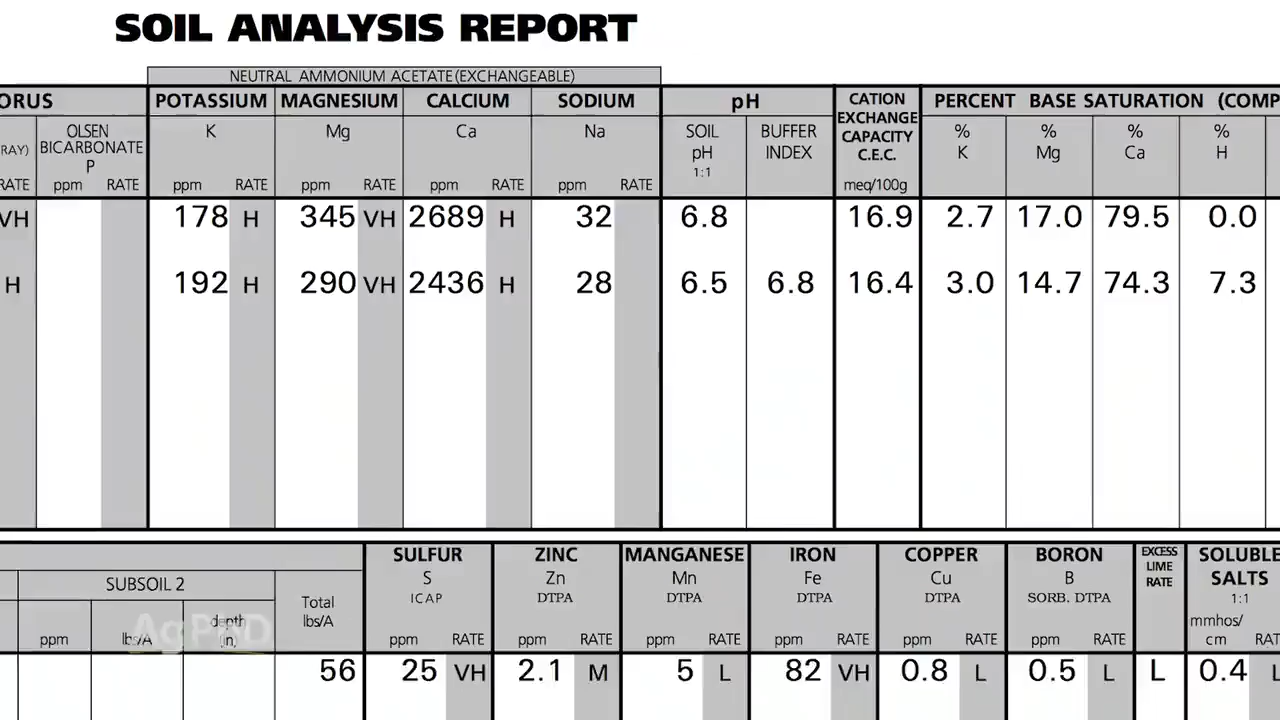 SOIL ANALYSIS REPORT
NEUTRAL AMMONIUM ACETATE (EXCHANGEABLE)
ORUS POTASSIUM MAGNESIUM CALCIUM SODIUM pH CATION EXCHANGE CAPACITY C.E.C. PERCENT BASE SATURATION (COMP
RAY) OLSEN BICARBONATE P K Mg Ca Na SOIL pH 1:1 BUFFER INDEX % K % Mg % Ca % H
RATE ppm RATE ppm RATE ppm RATE ppm RATE ppm RATE meq/100g
VH 178 H 345 VH 2689 H 32 6.8 16.9 2.7 17.0 79.5 0.0
H 192 H 290 VH 2436 H 28 6.5 6.8 16.4 3.0 14.7 74.3 7.3
SULFUR ZINC MANGANESE IRON COPPER BORON EXCESS LIME RATE SOLUBLE SALTS
SUBSOIL 2 S Zn Mn Fe Cu B
Total lbs/A ICAP DTPA DTPA DTPA DTPA SORB. DTPA 1:1
ppm lbs/A depth (in) ppm RATE ppm RATE ppm RATE ppm RATE ppm RATE ppm RATE mmhos/cm RAT
AgPhD
56 25 VH 2.1 M 5 L 82 VH 0.8 L 0.5 L L 0.4 L